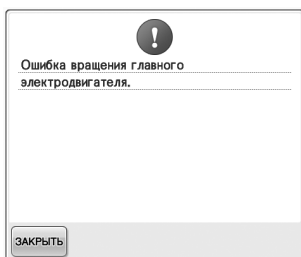 Ошибка вращения главного
электродвигателя.
ЗАКРЫТЬ